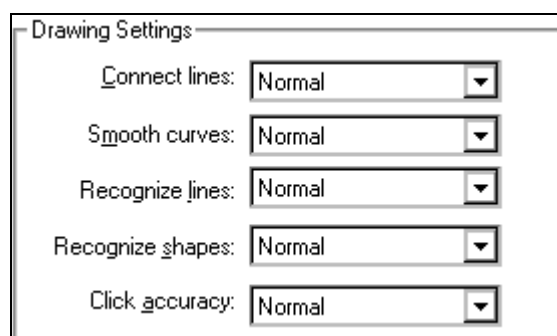 Drawing Settings
Connect lines: Normal
Smooth curves: Normal
Recognize lines: Normal
Recognize shapes: Normal
Click accuracy: Normal